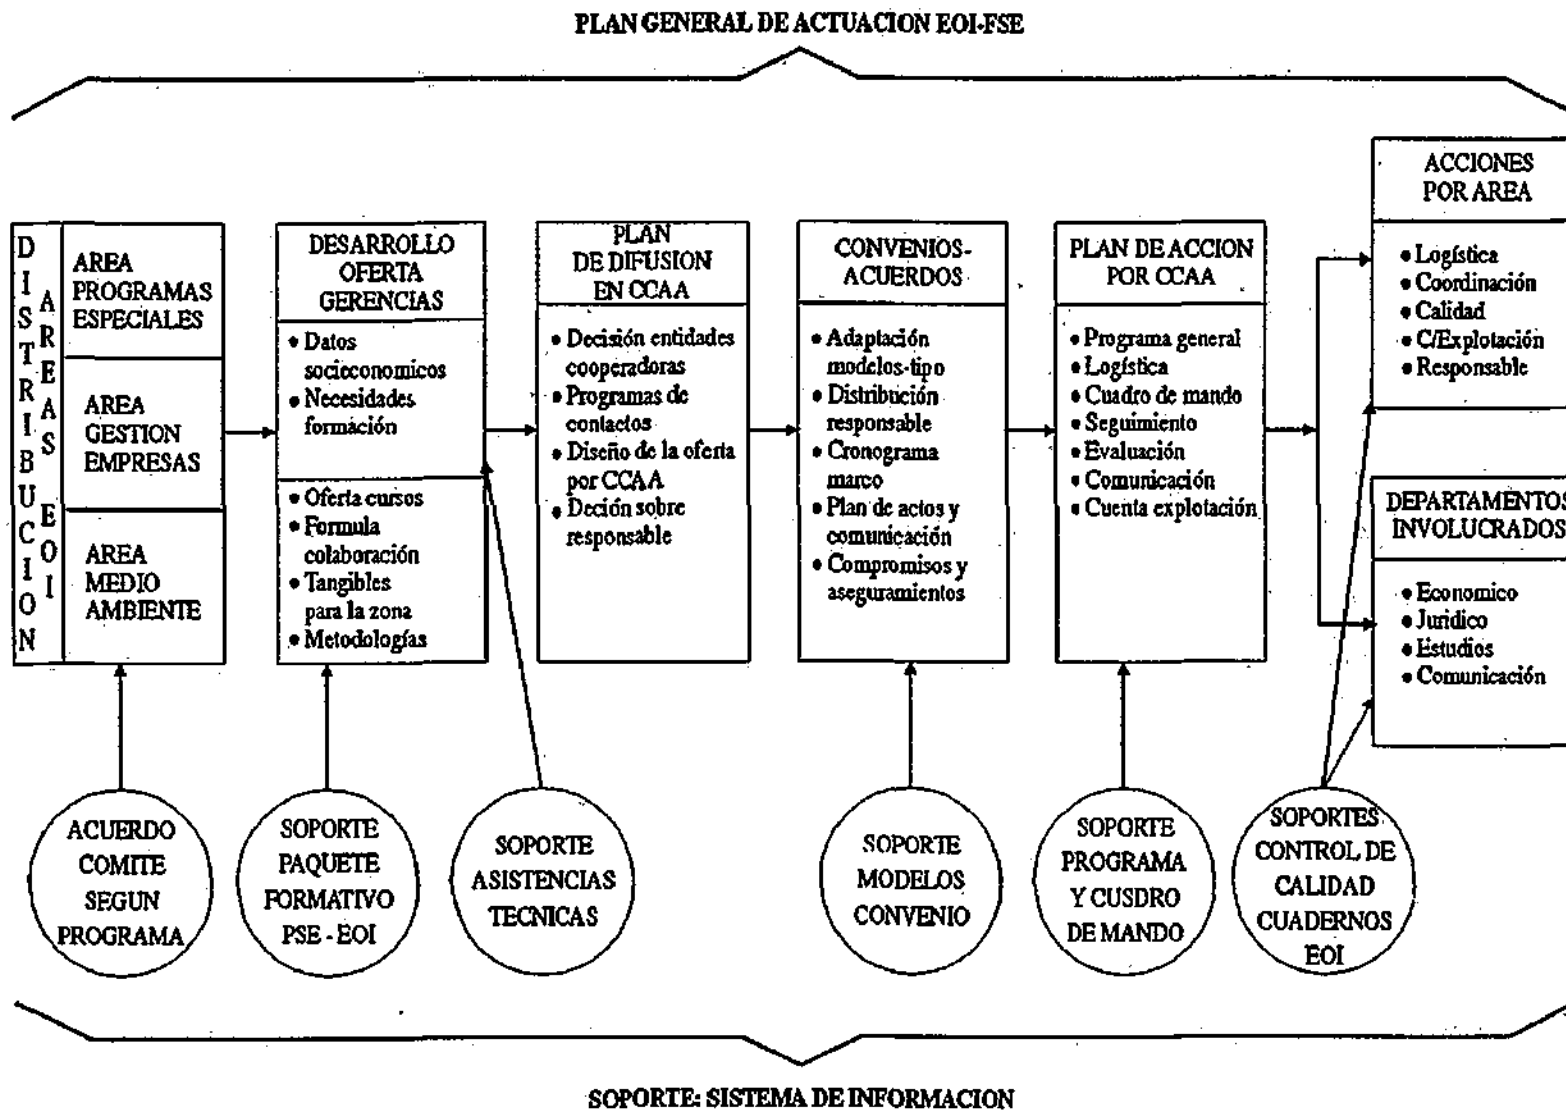 PLAN GENERAL DE ACTUACION EOI-FSE
DISTRIBUCION
AREAS EOI
AREA
PROGRAMAS
ESPECIALES
AREA
GESTION
EMPRESAS
AREA
MEDIO
AMBIENTE
DESARROLLO
OFERTA
GERENCIAS
• Datos
socioeconomicos
• Necesidades
formación
• Oferta cursos
• Formula
colaboración
• Tangibles
para la zona
• Metodologías
PLAN
DE DIFUSION
EN CCAA
• Decisión entidades
cooperadoras
• Programas de
contactos
• Diseño de la oferta
por CCAA
• Deción sobre
responsable
CONVENIOS-
ACUERDOS
• Adaptación
modelos-tipo
• Distribución
responsable
• Cronograma
marco
• Plan de actos y
comunicación
• Compromisos y
aseguramientos
PLAN DE ACCION
POR CCAA
• Programa general
• Logística
• Cuadro de mando
• Seguimiento
• Evaluación
• Comunicación
• Cuenta explotación
ACCIONES
POR AREA
• Logística
• Coordinación
• Calidad
• C/Explotación
• Responsable
DEPARTAMENTOS
INVOLUCRADOS
• Economico
• Juridico
• Estudios
• Comunicación
ACUERDO
COMITE
SEGUN
PROGRAMA
SOPORTE
PAQUETE
FORMATIVO
PSE - EOI
SOPORTE
ASISTENCIAS
TECNICAS
SOPORTE
MODELOS
CONVENIO
SOPORTE
PROGRAMA
Y CUSDRO
DE MANDO
SOPORTES
CONTROL DE
CALIDAD
CUADERNOS
EOI
SOPORTE: SISTEMA DE INFORMACION